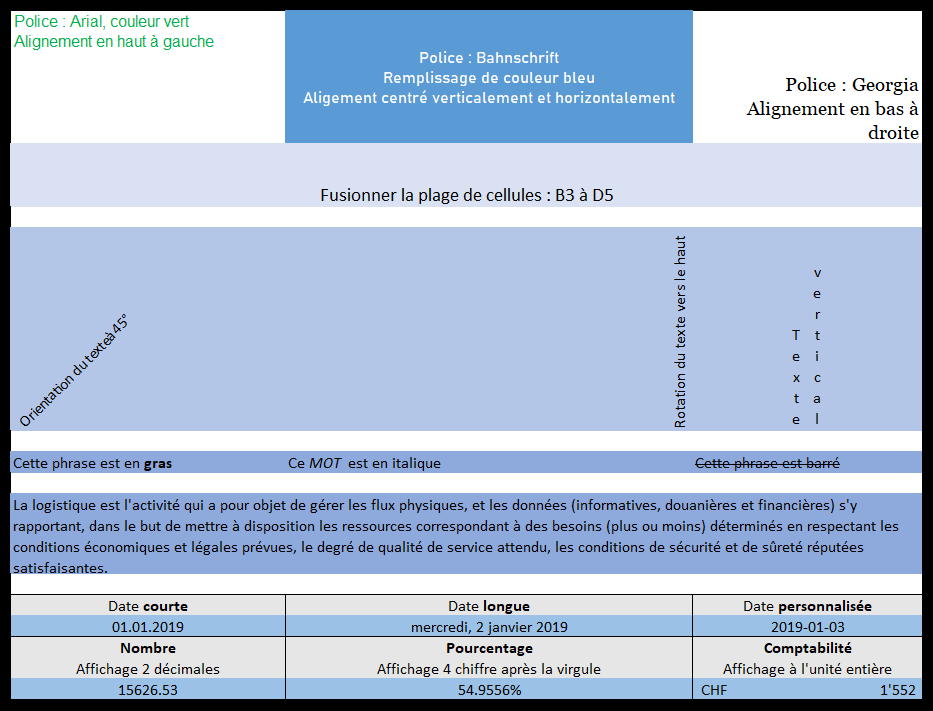 Police : Arial, couleur vert
Alignement en haut à gauche
Police : Bahnschrift
Remplissage de couleur bleu
Aligement centré verticalement et horizontalement
Police : Georgia
Alignement en bas à
droite
Fusionner la plage de cellules : B3 à D5
Orientation du texteà 45°
Rotation du texte vers le haut
Texte
vertical
Cette phrase est en gras
Ce MOT est en italique
Cette phrase est barré
La logistique est l'activité qui a pour objet de gérer les flux physiques, et les données (informatives, douanières et financières) s'y
rapportant, dans le but de mettre à disposition les ressources correspondant à des besoins (plus ou moins) déterminés en respectant les
conditions économiques et légales prévues, le degré de qualité de service attendu, les conditions de sécurité et de sûreté réputées
satisfaisantes.
Date courte
Date longue
Date personnalisée
01.01.2019
mercredi, 2 janvier 2019
2019-01-03
Nombre
Pourcentage
Comptabilité
Affichage 2 décimales
Affichage 4 chiffre après la virgule
Affichage à l'unité entière
15626.53
54.9556%
CHF 1'552